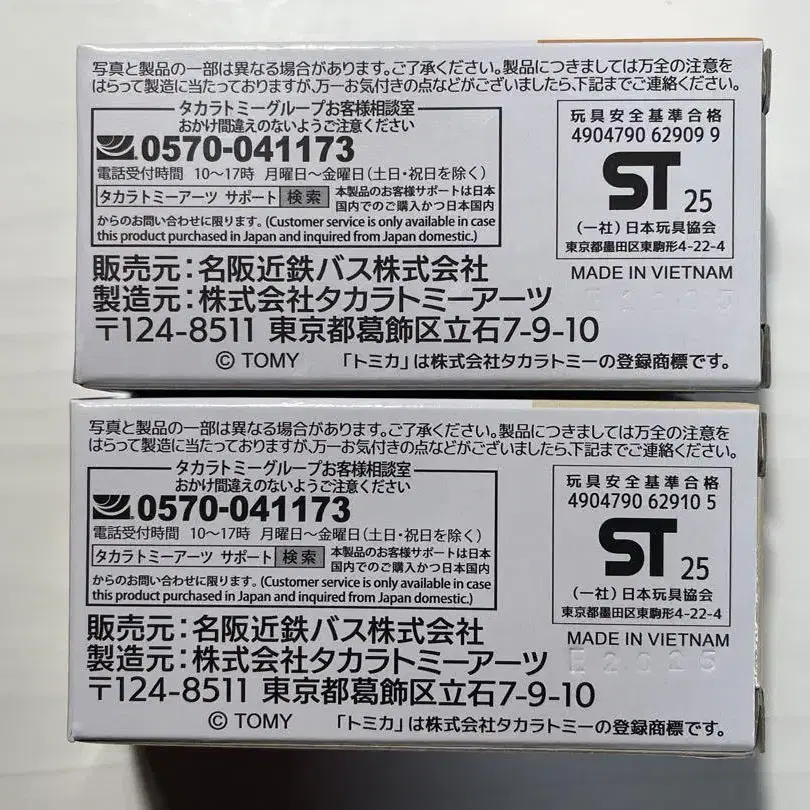 写真と製品の一部は異なる場合があります。ご了承ください。製品につきましては万全の注意を
はらって製造に当たっておりますが、万一お気付きの点などがございましたら、下記までご連絡ください。
タカラトミーグループお客様相談室
おかけ間違えのないようご注意ください
0570-041173
電話受付時間 10〜17時 月曜日〜金曜日(土日・祝日を除く)
タカラトミーアーツ サポート 検索 本製品のお客様サポートは日本
国内でのご購入かつ日本国内
からのお問い合わせに限ります。(Customer service is only available in case
this product purchased in Japan and inquired from Japan domestic.)
玩具安全基準合格
4904790 62909 9
ST 25
(一社)日本玩具協会
東京都墨田区東駒形4-22-4
MADE IN VIETNAM
販売元:名阪近鉄バス株式会社
製造元:株式会社タカラトミーアーツ
〒124-8511 東京都葛飾区立石7-9-10
© TOMY 「トミカ」は株式会社タカラトミーの登録商標です。
写真と製品の一部は異なる場合があります。ご了承ください。製品につきましては万全の注意を
はらって製造に当たっておりますが、万一お気付きの点などがございましたら、下記までご連絡ください。
タカラトミーグループお客様相談室
おかけ間違えのないようご注意ください
0570-041173
電話受付時間 10〜17時 月曜日〜金曜日(土日・祝日を除く)
タカラトミーアーツ サポート 検索 本製品のお客様サポートは日本
国内でのご購入かつ日本国内
からのお問い合わせに限ります。(Customer service is only available in case
this product purchased in Japan and inquired from Japan domestic.)
玩具安全基準合格
4904790 62910 5
ST 25
(一社)日本玩具協会
東京都墨田区東駒形4-22-4
MADE IN VIETNAM
販売元:名阪近鉄バス株式会社
製造元:株式会社タカラトミーアーツ
〒124-8511 東京都葛飾区立石7-9-10
© TOMY 「トミカ」は株式会社タカラトミーの登録商標です。